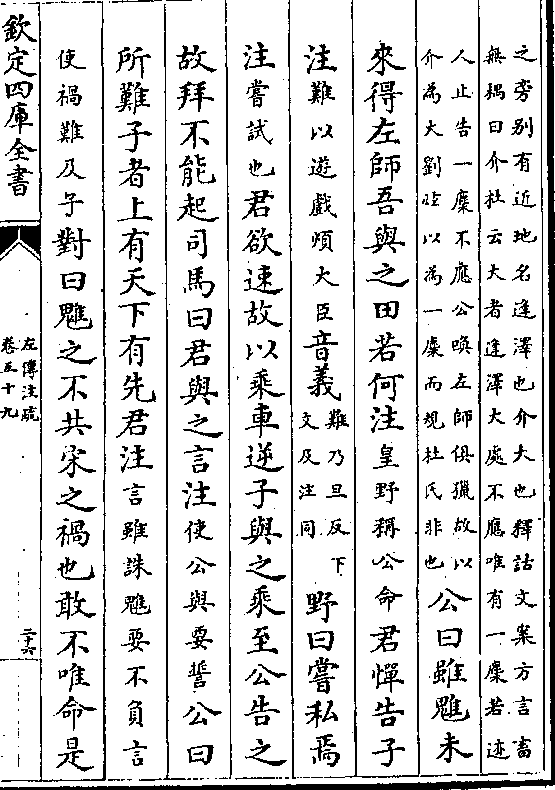 之旁别有近地名逢澤也介大也釋詁文案方言畜
無耦曰介杜云大者逢澤大處不應唯有一麋若迹
人止告一麋不應公喚左師俱獵故以
介為大劉炫以為一麋而規杜氏非也
公曰雖魋未
來得左師吾與之田若何注皇野稱公命君憚告子
注難以遊戲煩大臣音義
難乃旦反下
文及注同
野曰嘗私焉
注嘗試也君欲速故以乘車逆子與之乘至公告之
故拜不能起司馬曰君與之言注使公與要誓公曰
所難子者上有天下有先君注言雖誅魋要不負言
使禍難及子對曰魋之不共宋之禍也敢不唯命是
欽定四庫全書
左傳注疏
卷五十九
二十六